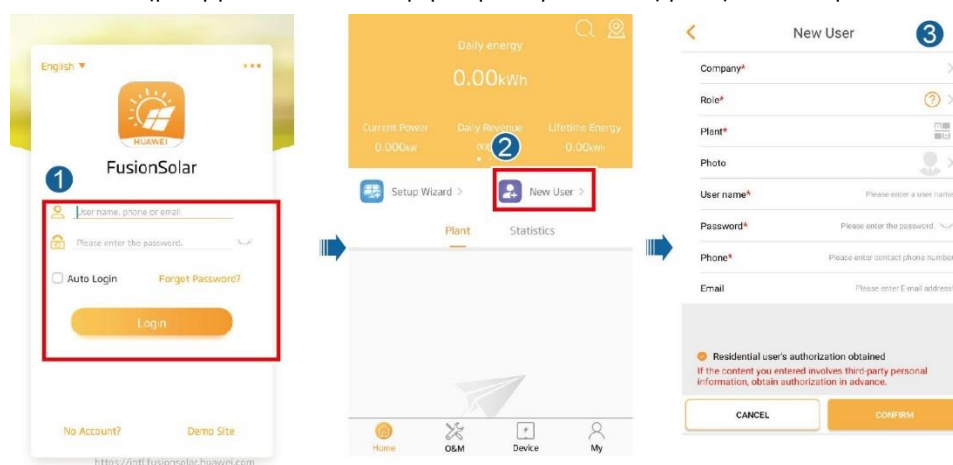 English ▼
HUAWEI
FusionSolar
1
User name, phone or email
Please enter the password.
Auto Login Forgot Password?
Login
No Account? Demo Site
https://intl.fusionsolar.huawei.com
Daily energy
0.00kWh
Current Power Daily Revenue Lifetime Energy
0.000kW 0.00kWh
2
Setup Wizard > New User >
Plant Statistics
Home O&M Device My
New User
3
Company*
Role*
Plant*
Photo
User name* Please enter a user name
Password* Please enter the password.
Phone* Please enter contact phone number
Email Please enter E-mail address
Residential user's authorization obtained
If the content you entered involves third-party personal
information, obtain authorization in advance.
CANCEL CONFIRM